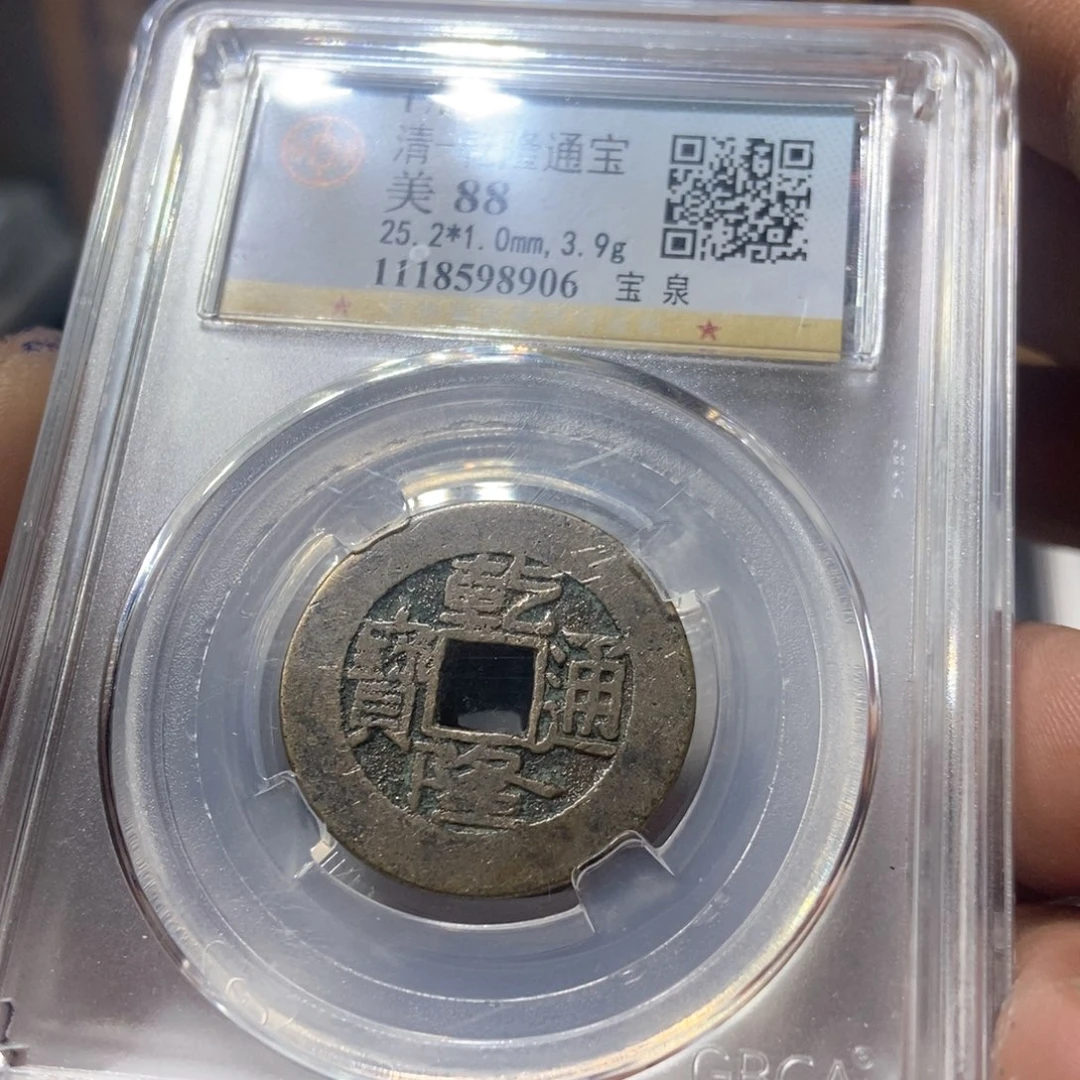 清-乾隆通宝
美 88
25.2*1.0mm, 3.9g
1118598906 宝 泉
乾隆通寳
GBCA